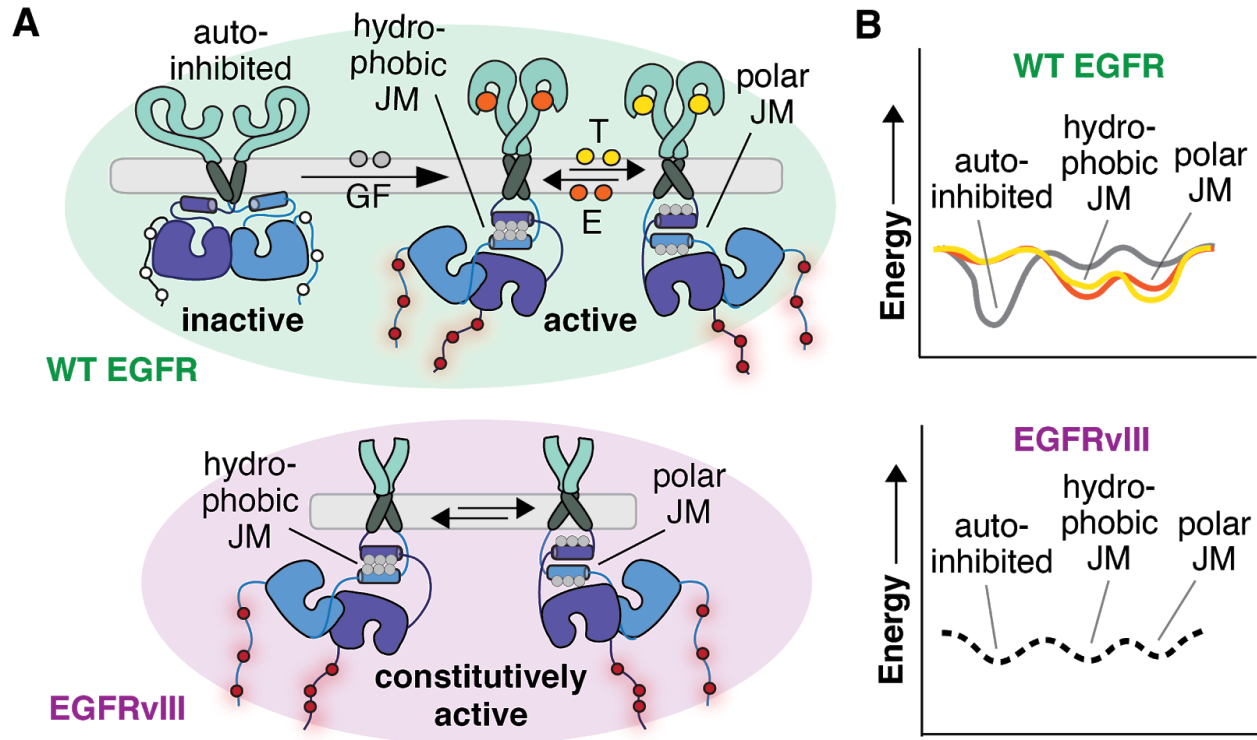 A
auto-
inhibited
hydro-
phobic
JM
polar
JM
GF
T
E
inactive
active
WT EGFR
hydro-
phobic
JM
polar
JM
constitutively
active
EGFRvIII
B
WT EGFR
Energy
auto-
inhibited
hydro-
phobic
JM
polar
JM
EGFRvIII
Energy
auto-
inhibited
hydro-
phobic
JM
polar
JM